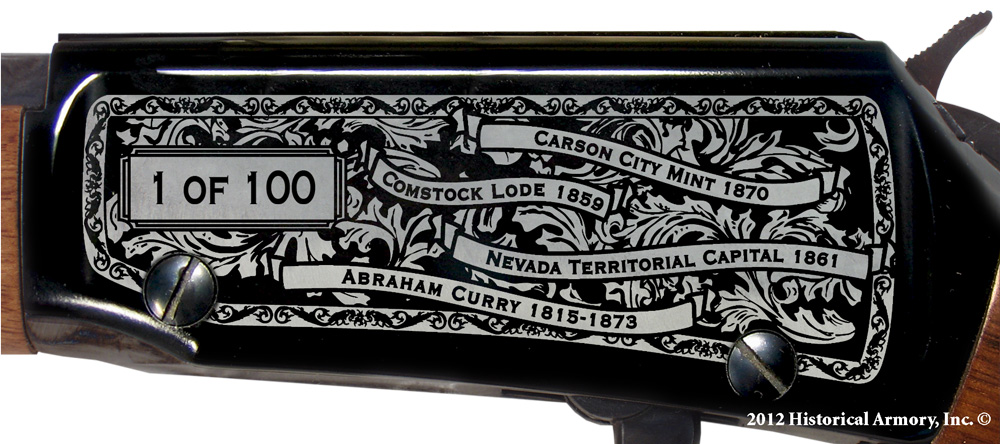 Carson City Mint 1870
1 of 100
Comstock Lode 1859
Nevada Territorial Capital 1861
Abraham Curry 1815-1873
2012 Historical Armory, Inc. ©